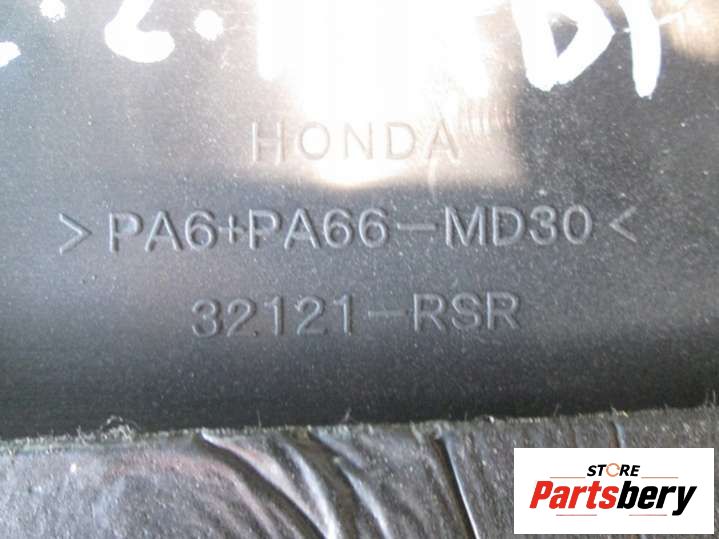 HONDA
>PA6+PA66-MD30<
32121-RSR
STORE
Partsbery